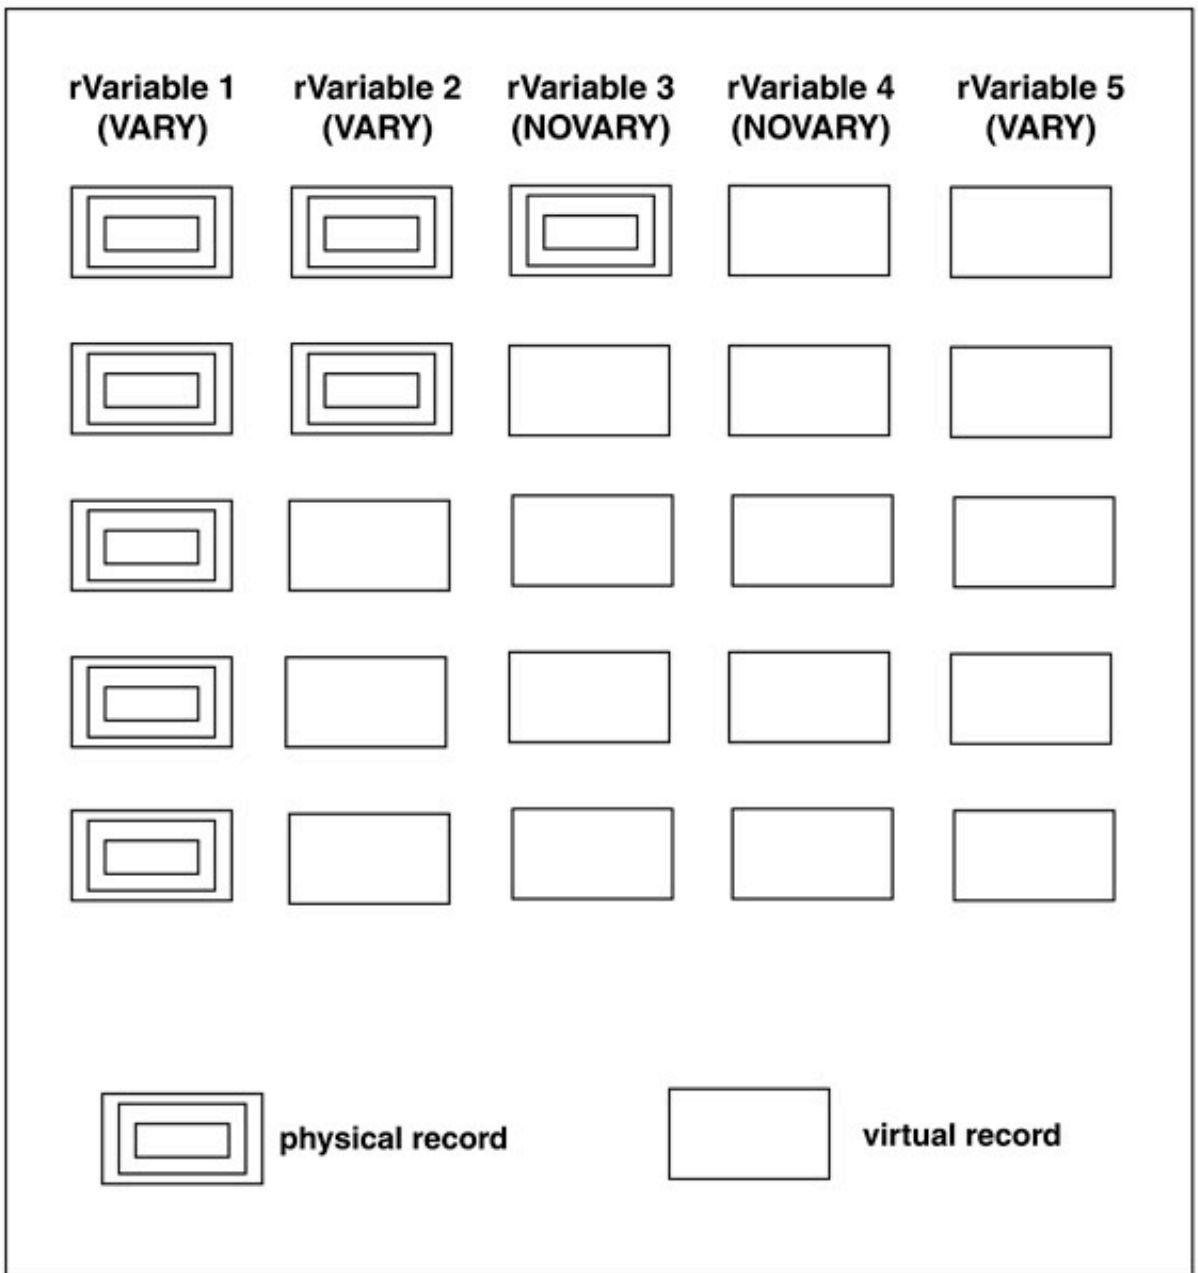 rVariable 1 rVariable 2 rVariable 3 rVariable 4 rVariable 5
(VARY) (VARY) (NOVARY) (NOVARY) (VARY)
physical record virtual record